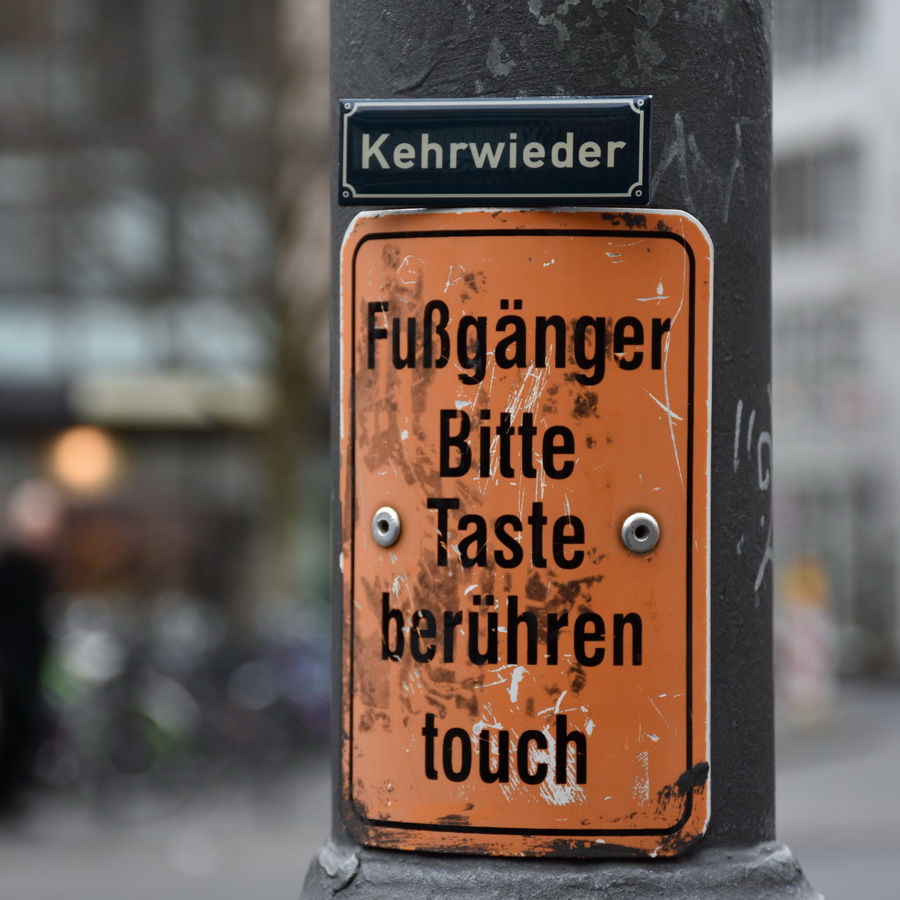 Kehrwieder
Fußgänger
Bitte
Taste
berühren
touch